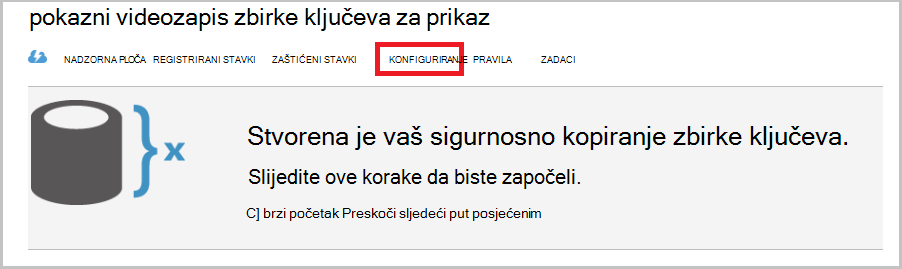 pokazni videozapis zbirke ključeva za prikaz
NADZORNA PLOČA REGISTRIRANI STAVKI ZAŠTIĆENI STAVKI KONFIGURIRANJE PRAVILA ZADACI
x
Stvorena je vaš sigurnosno kopiranje zbirke ključeva.
Slijedite ove korake da biste započeli.
C] brzi početak Preskoči sljedeći put posjećenim